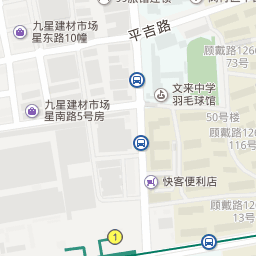 平吉路
九星建材市场
星东路10幢
顾戴路126
73号
文来中学
羽毛球馆
九星建材市场
星南路5号房
50号楼
顾戴路126
116号
快客便利店
顾戴路126
13号
1